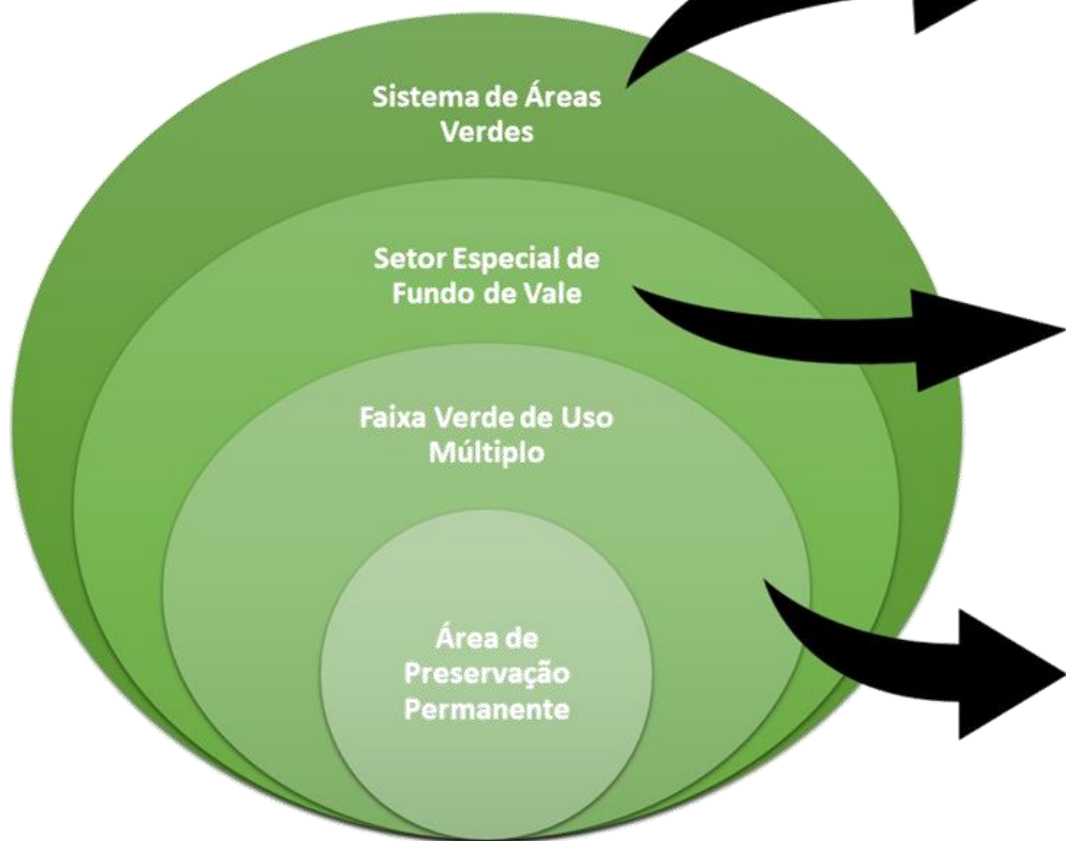 Sistema de Áreas
Verdes
Setor Especial de
Fundo de Vale
Faixa Verde de Uso
Múltiplo
Área de
Preservação
Permanente